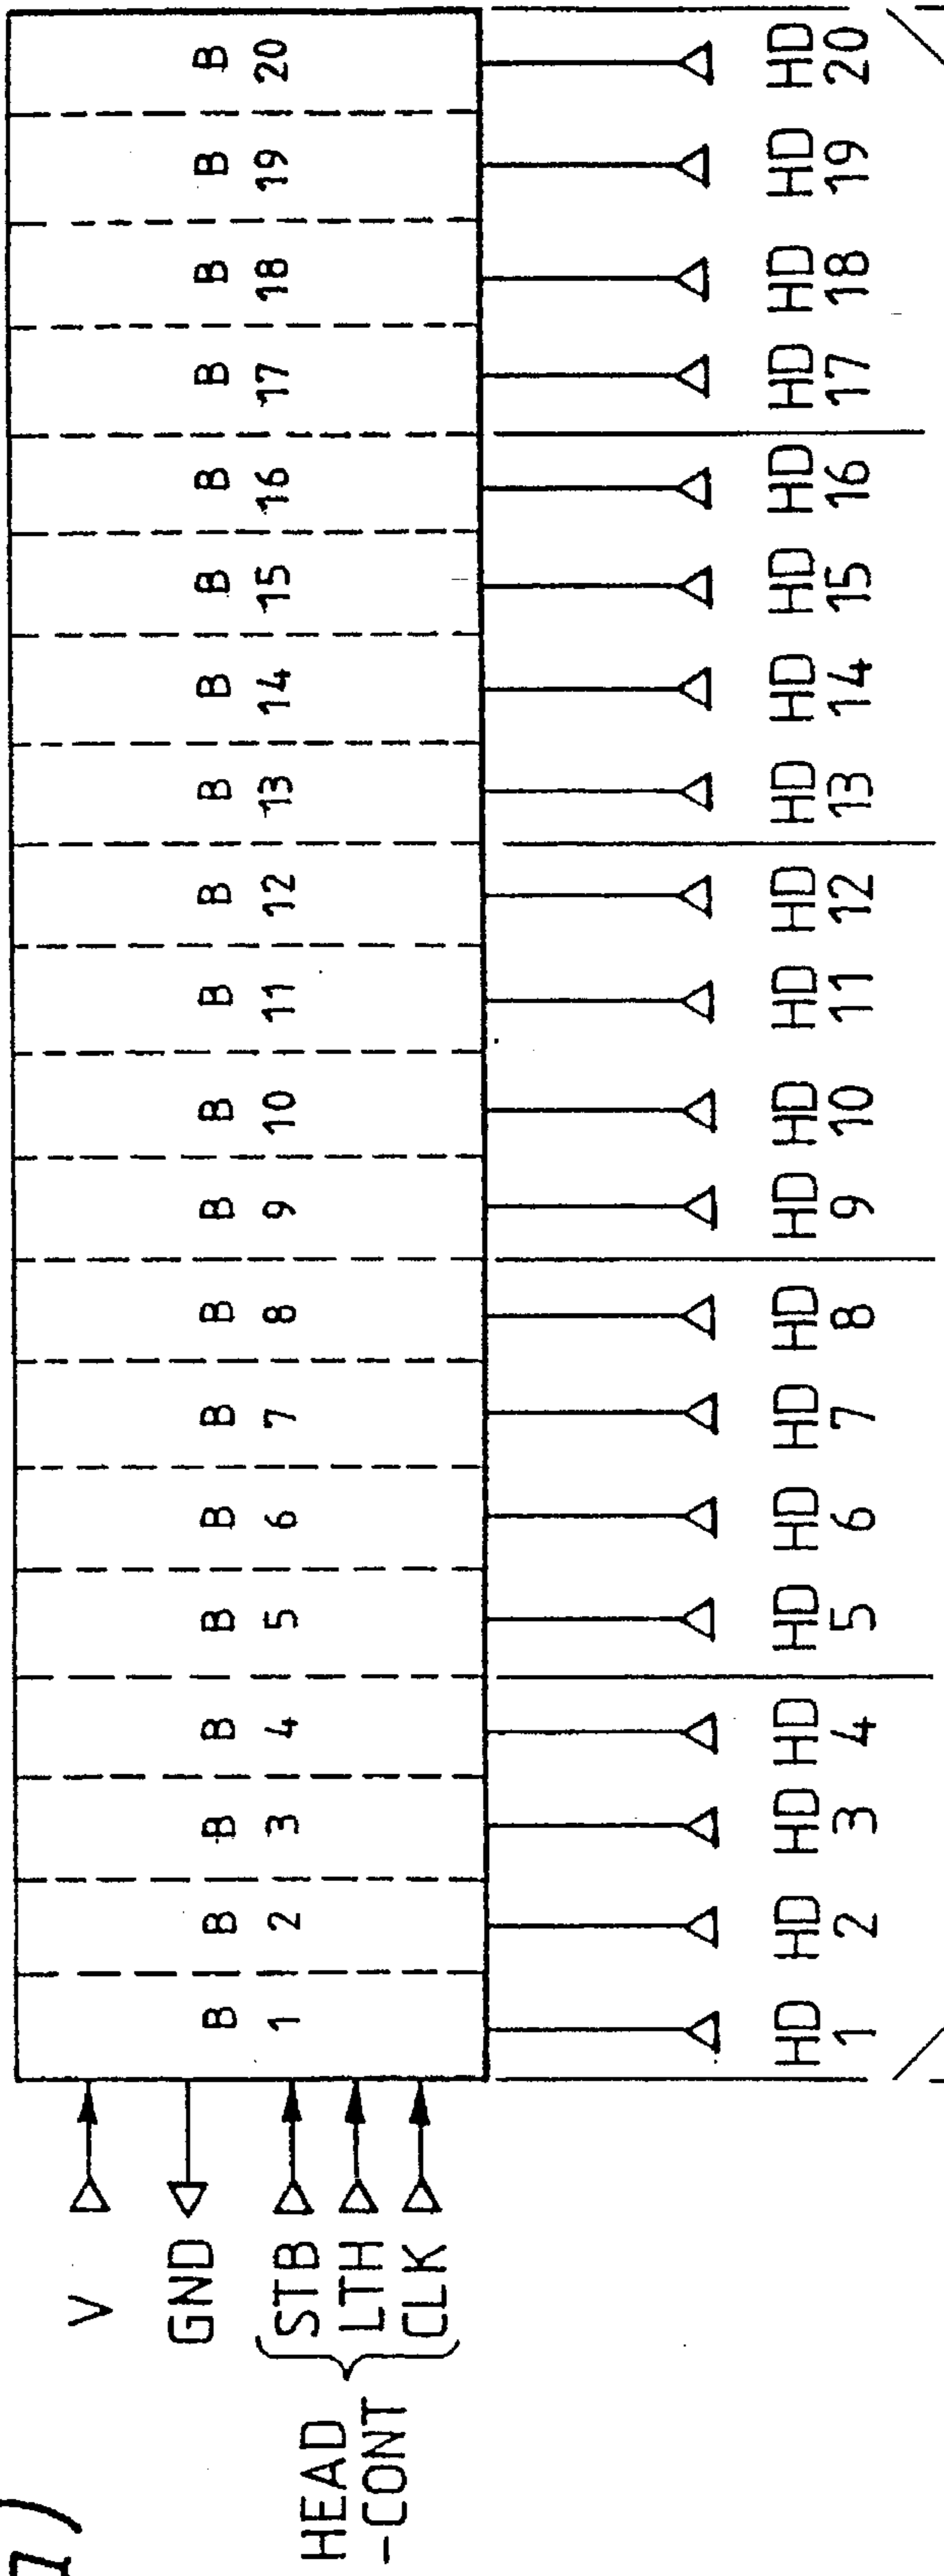 B B B B B B B B B B B B B B B B B B B B
1 2 3 4 5 6 7 8 9 10 11 12 13 14 15 16 17 18 19 20
V
GND
STB
LTH
CLK
HEAD
-CONT
HD HD HD HD HD HD HD HD HD HD HD HD HD HD HD HD HD HD HD HD
1 2 3 4 5 6 7 8 9 10 11 12 13 14 15 16 17 18 19 20